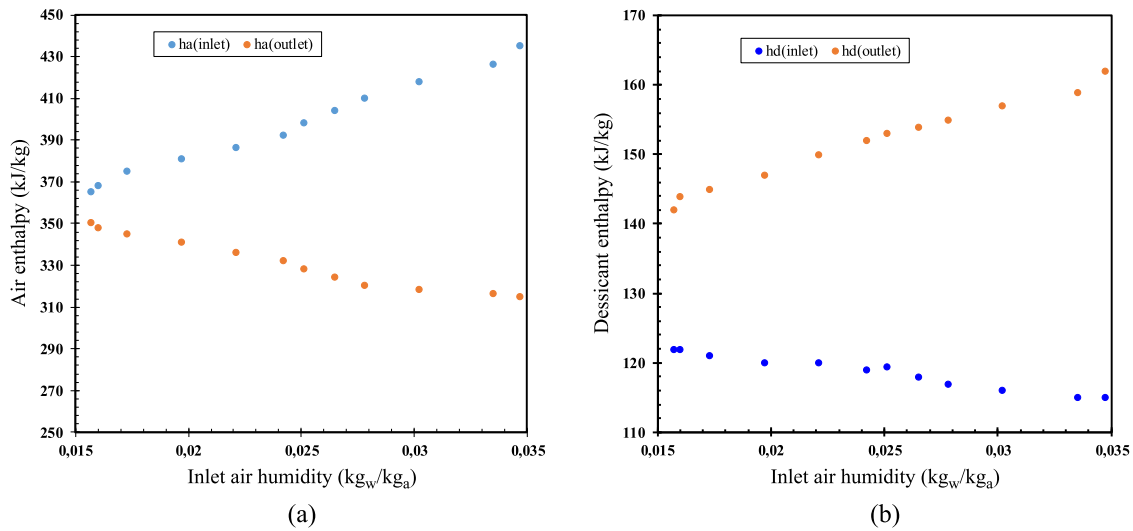 450
430
410
390
370
350
330
310
290
270
250
Air enthalpy (kJ/kg)
ha(inlet) ha(outlet)
0,015 0,02 0,025 0,03 0,035
Inlet air humidity (kgw/kga)
(a)
170
160
150
140
130
120
110
Dessicant enthalpy (kJ/kg)
hd(inlet) hd(outlet)
0,015 0,02 0,025 0,03 0,035
Inlet air humidity (kgw/kga)
(b)